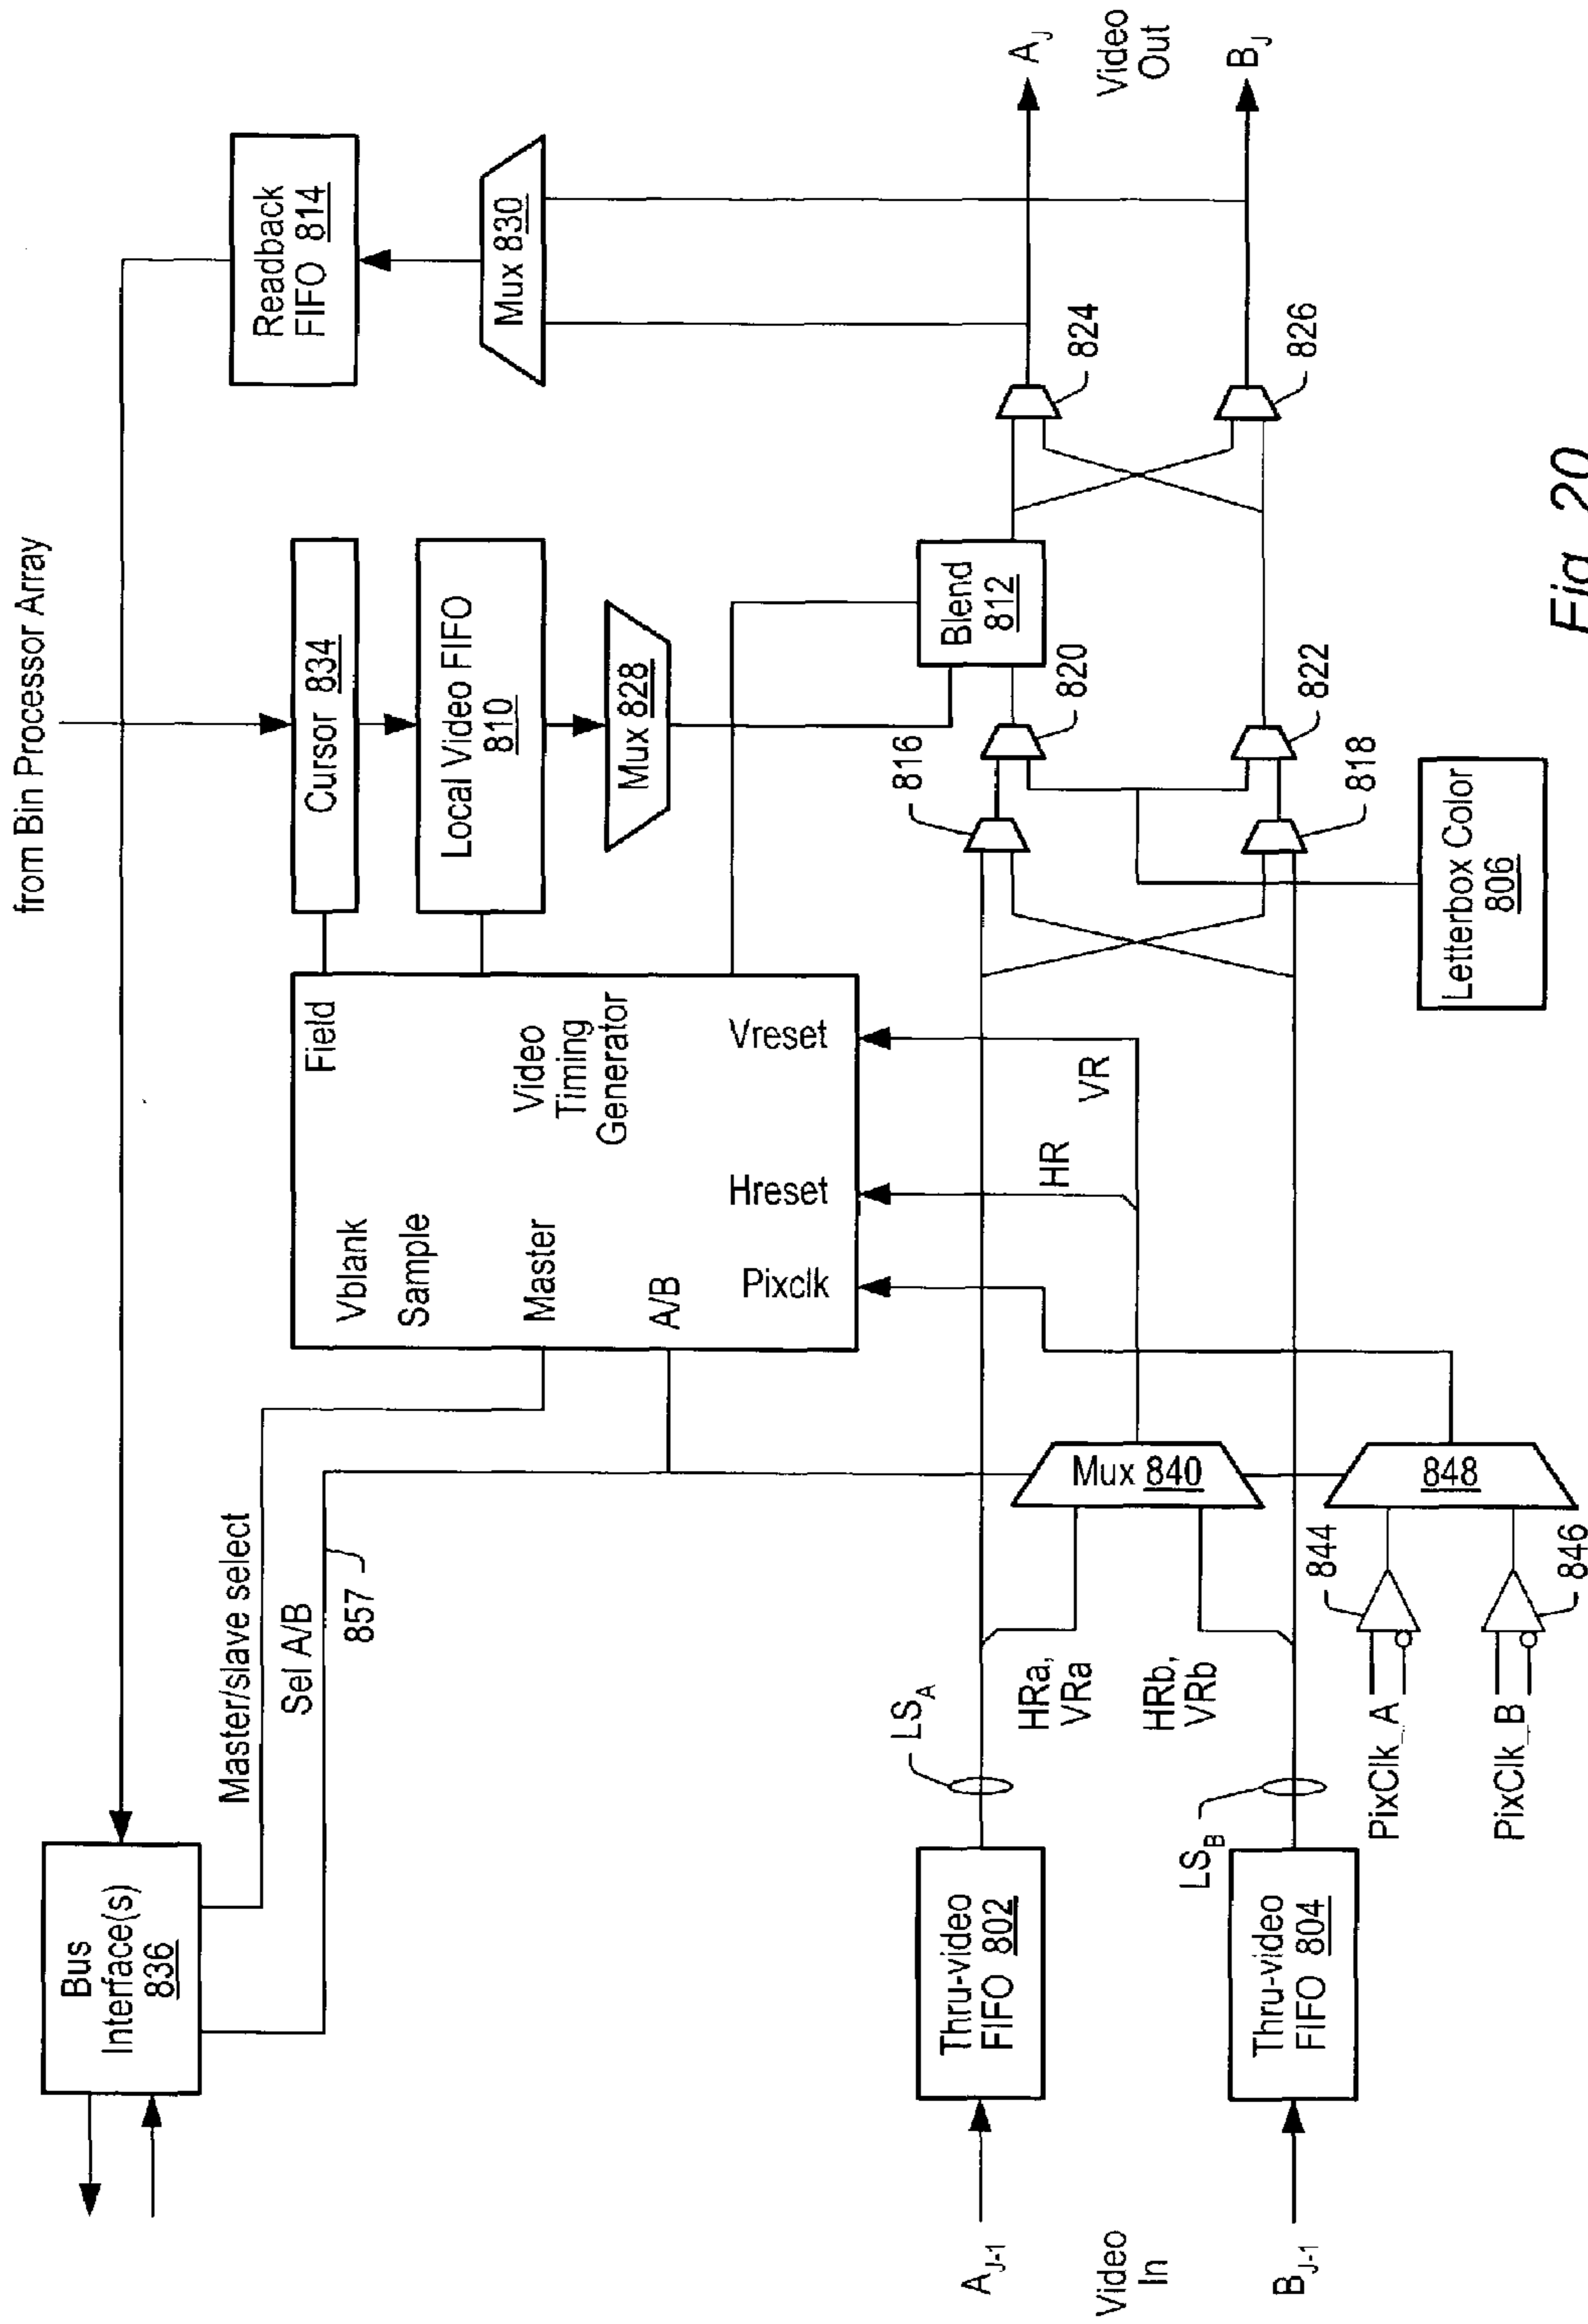 from Bin Processor Array
Bus
Interface(s)
836
Master/slave select
Sel A/B
857
Vblank
Sample
Master
A/B
Pixclk
Hreset
Vreset
Field
Video
Timing
Generator
Cursor 834
Local Video FIFO
810
Mux 828
Readback
FIFO 814
Mux 830
HR
VR
Blend
812
816
820
824
A_J
Video
Out
B_J
826
822
818
Letterbox Color
806
A_J-1
Video
In
B_J-1
Thru-video
FIFO 802
Thru-video
FIFO 804
LS_A
LS_B
HRa,
VRa
HRb,
VRb
Mux 840
848
844
846
PixClk_A
PixClk_B
Fig. 20